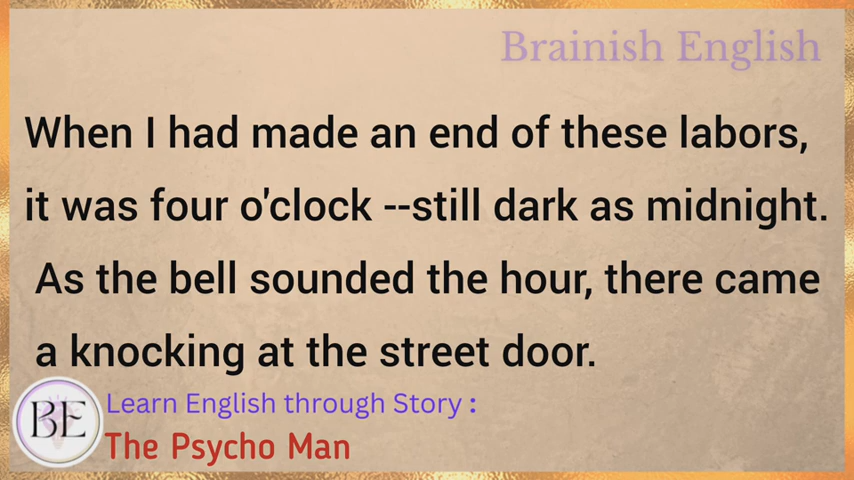 Brainish English
When I had made an end of these labors,
it was four o'clock --still dark as midnight.
As the bell sounded the hour, there came
a knocking at the street door.
BE
Learn English through Story :
The Psycho Man